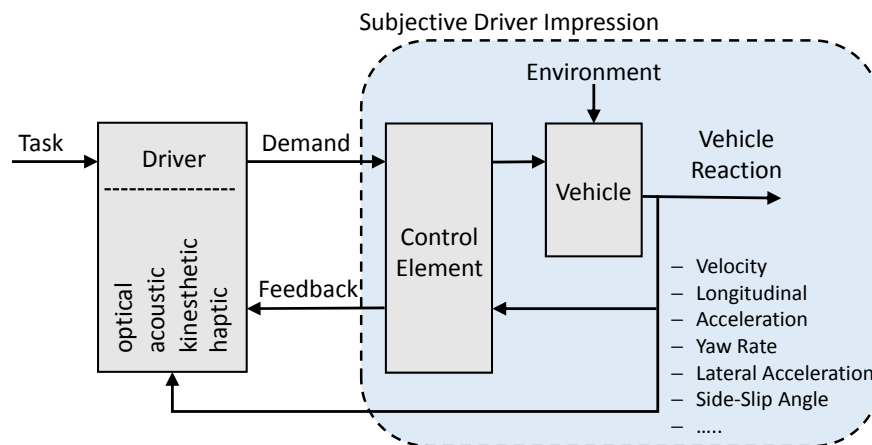 Subjective Driver Impression
Environment
Task
Driver
Demand
Vehicle
Reaction
Vehicle
Control
Element
optical
acoustic
kinesthetic
haptic
Feedback
– Velocity
– Longitudinal
– Acceleration
– Yaw Rate
– Lateral Acceleration
– Side-Slip Angle
– .....